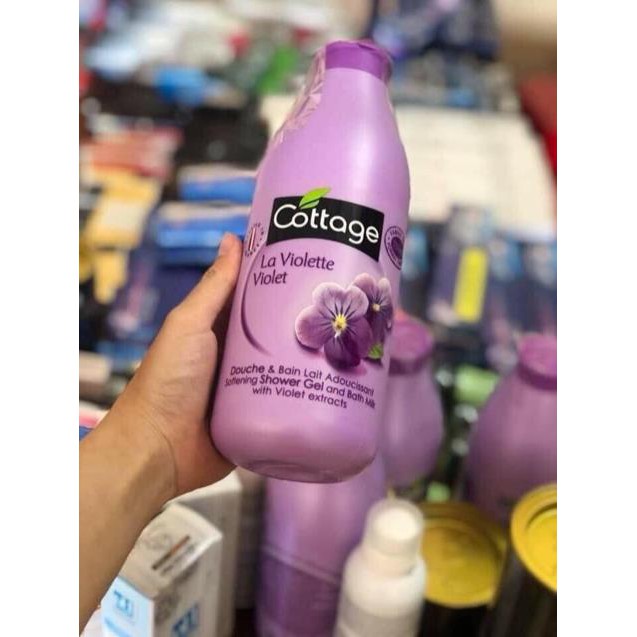 Cottage
La Violette
Violet
Douche & Bain Lait Adoucissant
Softening Shower Gel and Bath Milk
with Violet extracts